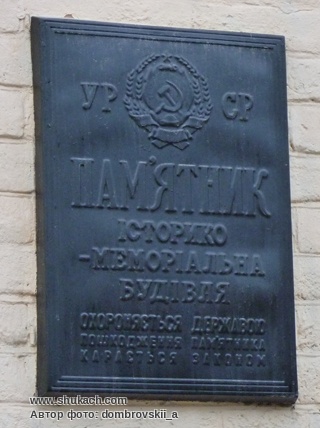 УР СР
ПАМ'ЯТНИК
ІСТОРИКО
-МЕМОРІАЛЬНА
БУДІВЛЯ
ОХОРОНЯЄТЬСЯ ДЕРЖАВОЮ
ПОШКОДЖЕННЯ ПАМ'ЯТНИКА
КАРАЄТЬСЯ ЗАКОНОМ
www.shukach.com
Автор фото: dombrovskii_a